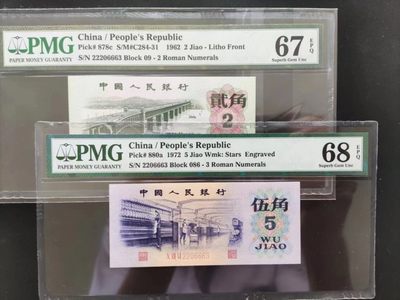 PMG
PAPER MONEY GUARANTY
China / People's Republic
Pick# 878c S/M#C284-31 1962 2 Jiao - Litho Front
S/N 22206663 Block 09 - 2 Roman Numerals
67 EPQ
Superb Gem Unc
中国人民银行
贰角
2
PMG
PAPER MONEY GUARANTY
China / People's Republic
Pick# 880a 1972 5 Jiao Wmk: Stars Engraved
S/N 2206663 Block 086 - 3 Roman Numerals
68 EPQ
Superb Gem Unc
中国人民银行
伍角
5
WU
JIAO
2206663